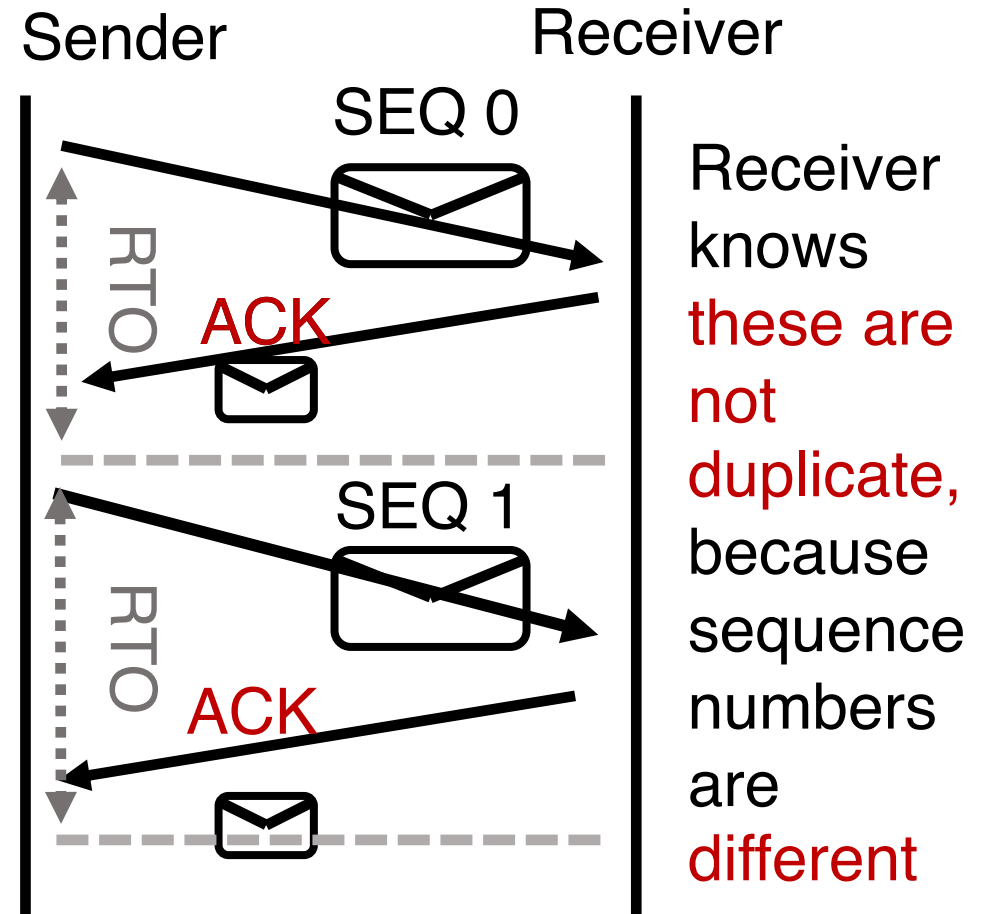 Sender
Receiver
SEQ 0
RTO
ACK
SEQ 1
RTO
ACK
Receiver
knows
these are
not
duplicate,
because
sequence
numbers
are
different